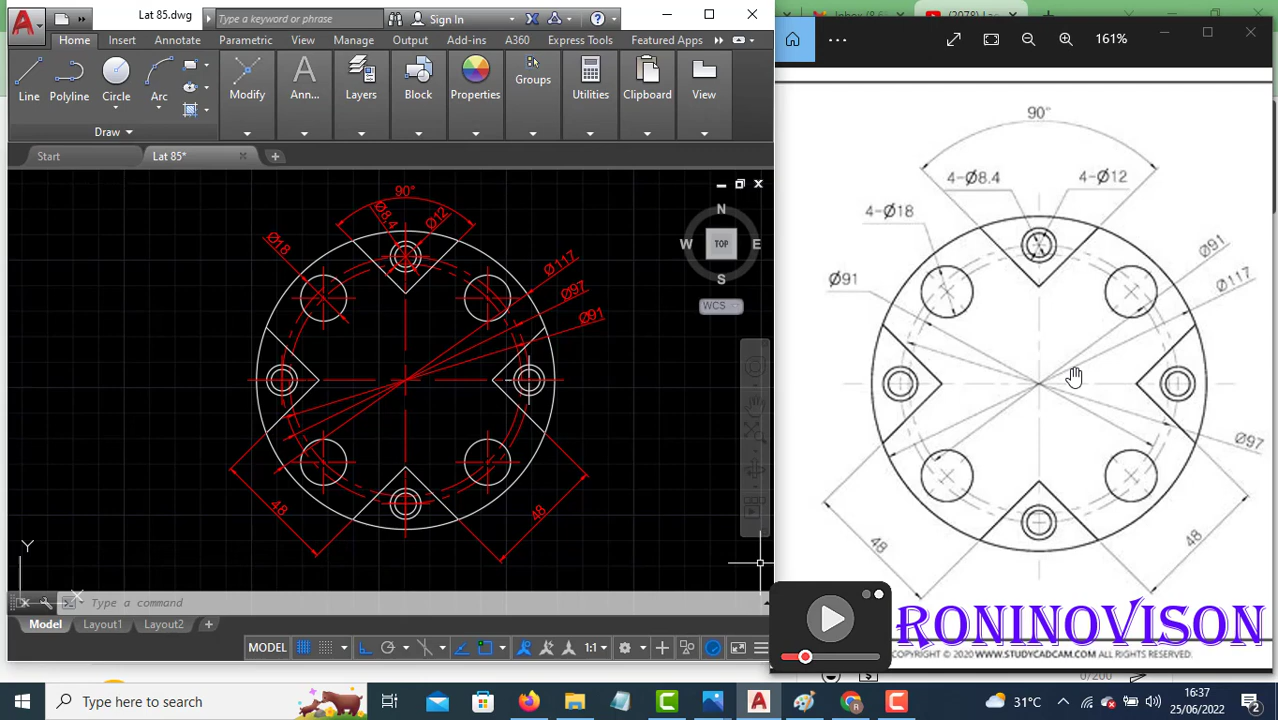 Lat 85.dwg
Type a keyword or phrase
Sign In
Home Insert Annotate Parametric View Manage Output Add-ins A360 Express Tools Featured Apps
Line Polyline Circle Arc
Modify Ann... Layers Block Properties Groups Utilities Clipboard View
Draw
Start Lat 85*
90°
Ø8.4
Ø12
Ø18
Ø117
Ø97
Ø91
48
48
N
W TOP E
S
WCS
Y
Type a command
Model Layout1 Layout2
MODEL 1:1
161%
90°
4-Ø8.4
4-Ø12
4-Ø18
Ø91
Ø91
Ø117
Ø97
48
48
RONINOVISON
COPYRIGHT © 2020 WWW.STUDYCADCAM.COM ALL RIGHTS RESERVED.
0/200
Type here to search
31°C
16:37
25/06/2022
2